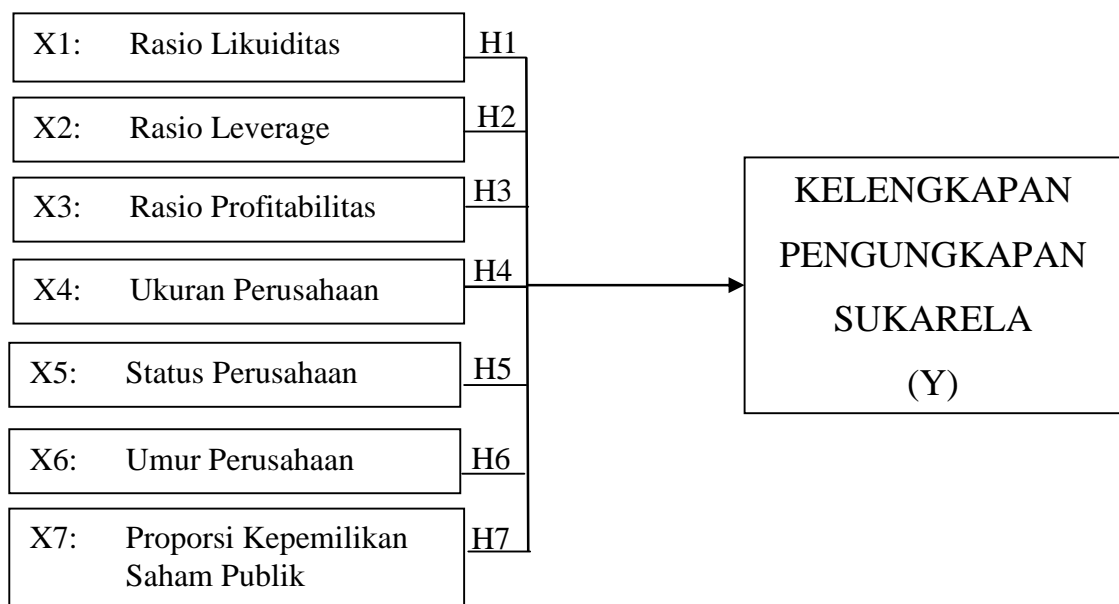 X1: Rasio Likuiditas
H1
X2: Rasio Leverage
H2
X3: Rasio Profitabilitas
H3
X4: Ukuran Perusahaan
H4
X5: Status Perusahaan
H5
X6: Umur Perusahaan
H6
X7: Proporsi Kepemilikan
Saham Publik
H7
KELENGKAPAN
PENGUNGKAPAN
SUKARELA
(Y)